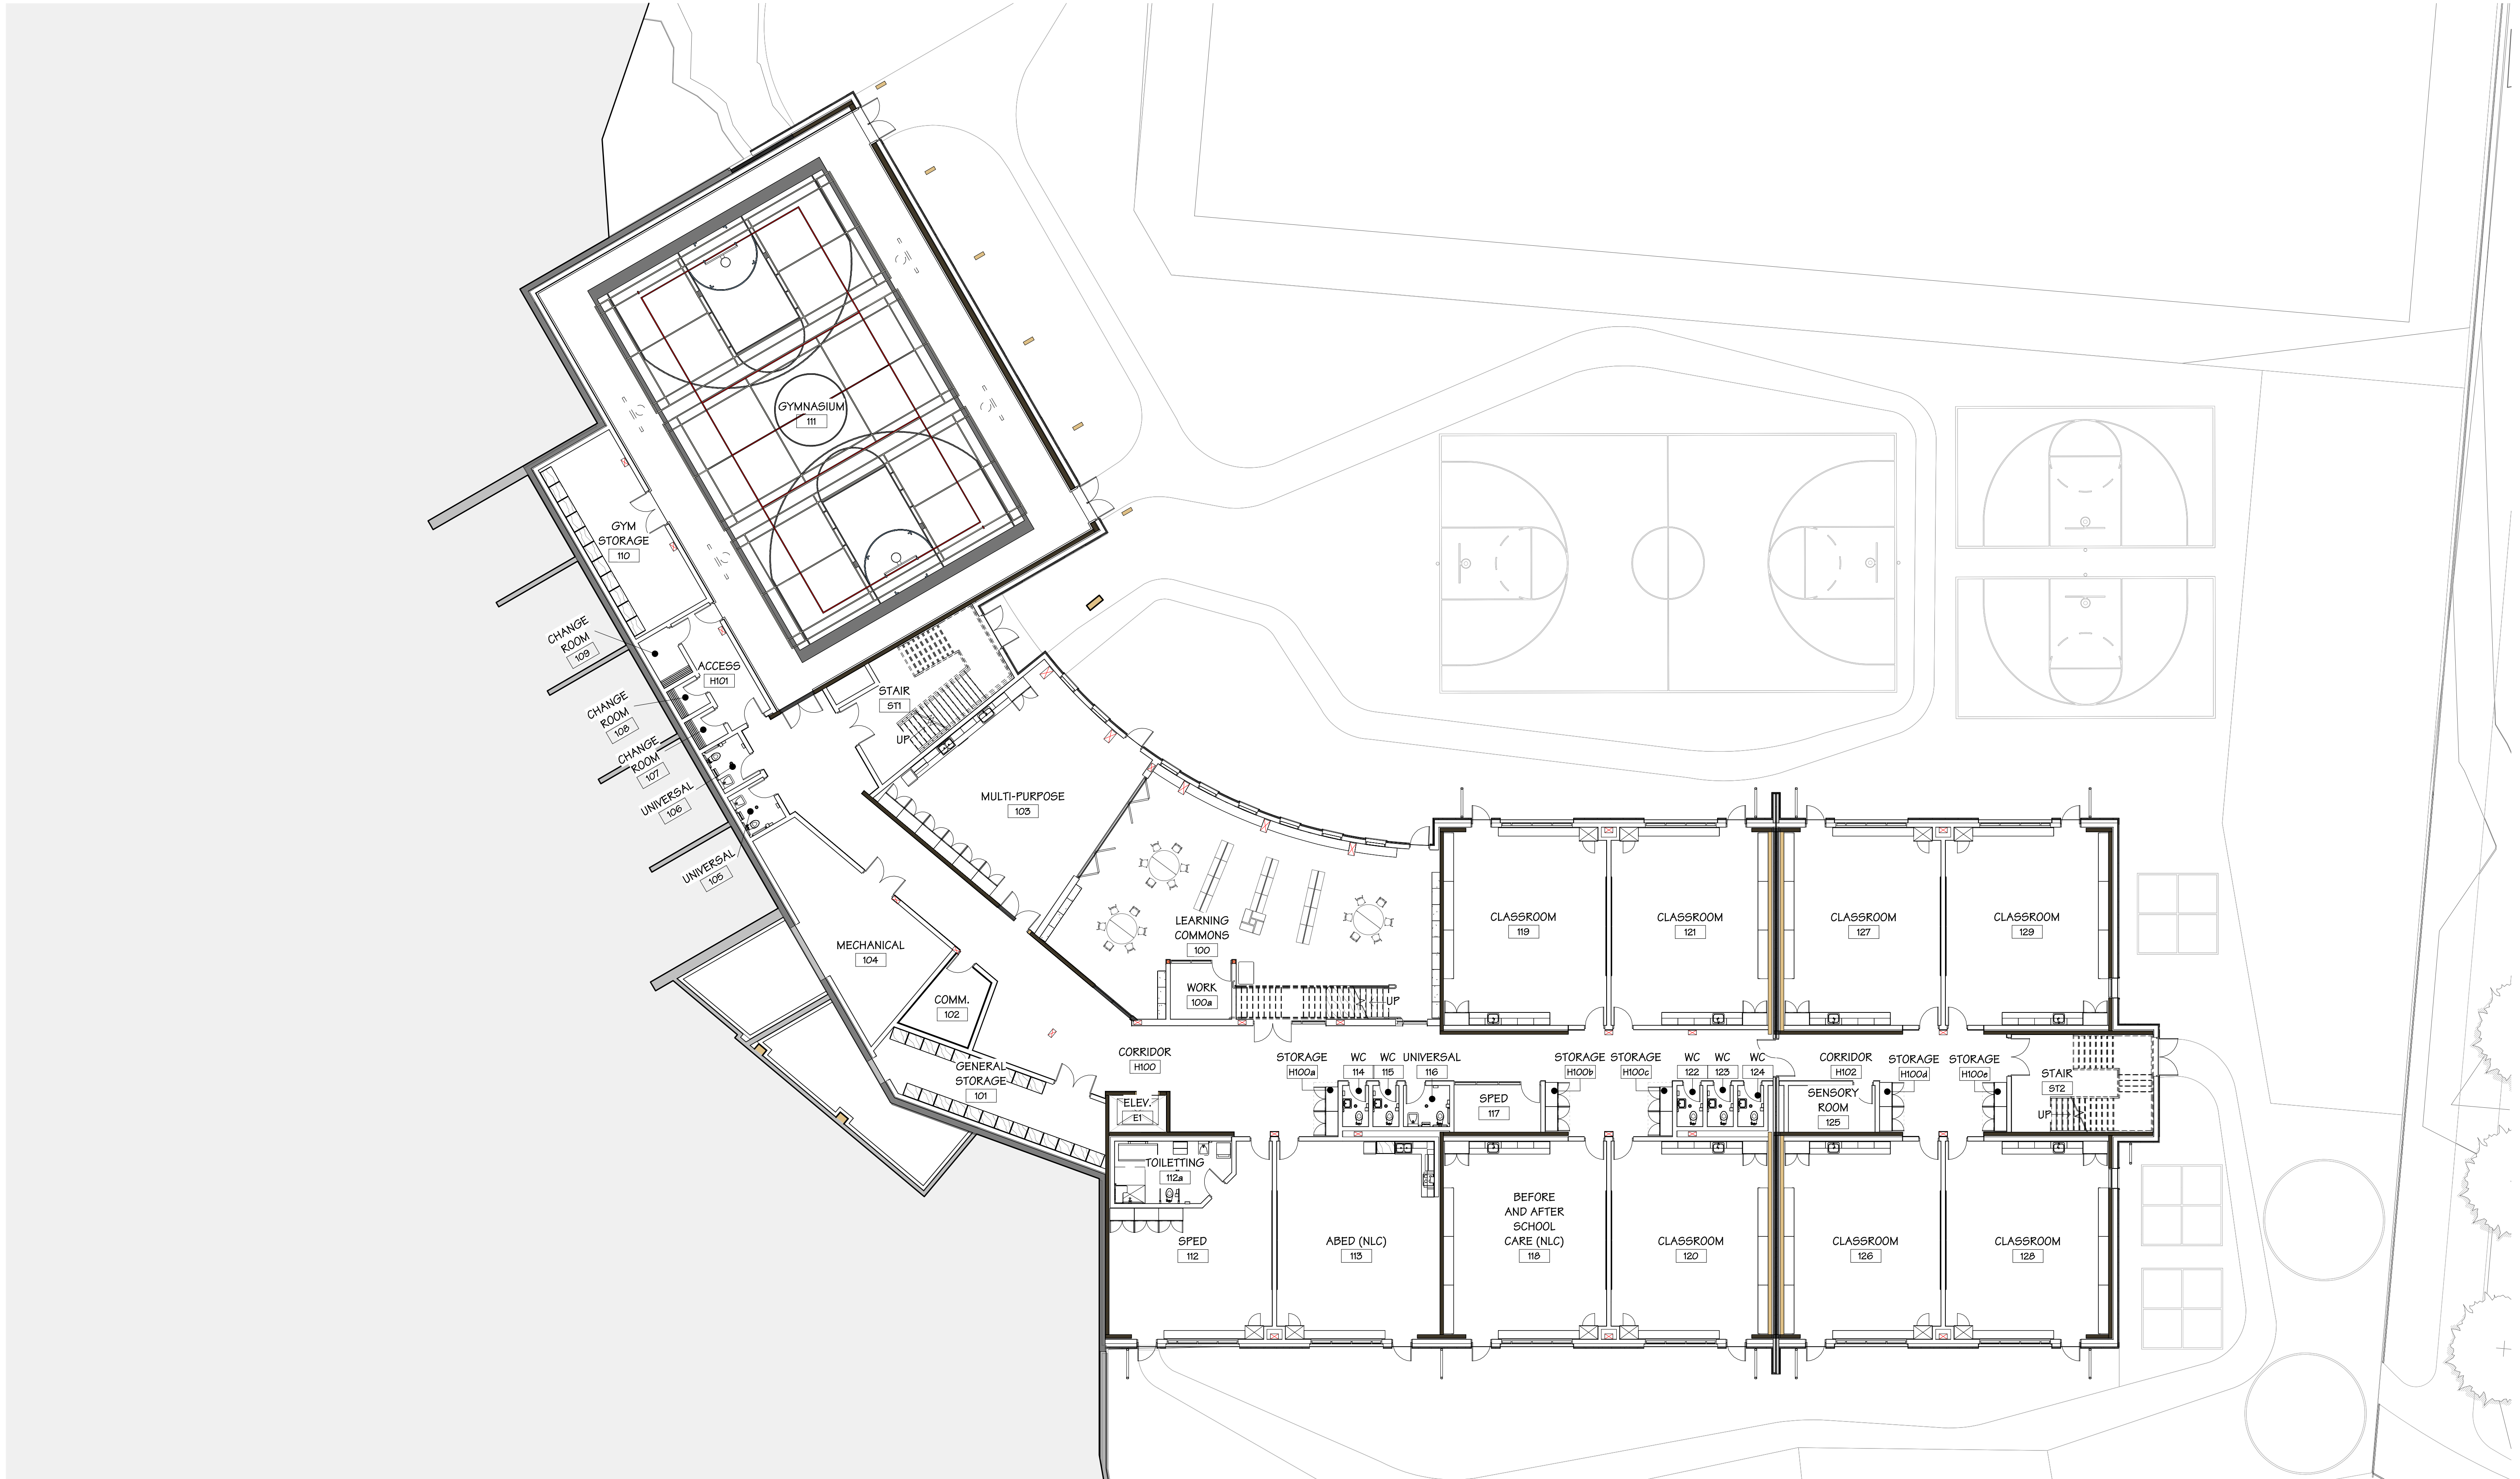 GYMNASIUM
111
GYM
STORAGE
110
CHANGE
ROOM
109
ACCESS
H101
CHANGE
ROOM
108
STAIR
ST1
UP
CHANGE
ROOM
107
UNIVERSAL
106
UNIVERSAL
105
MULTI-PURPOSE
103
MECHANICAL
104
COMM.
102
LEARNING
COMMONS
100
WORK
100a
UP
CLASSROOM
119
CLASSROOM
121
CLASSROOM
127
CLASSROOM
129
GENERAL
STORAGE
101
CORRIDOR
H100
STORAGE
H100a
WC
114
WC
115
UNIVERSAL
116
SPED
117
STORAGE
H100b
STORAGE
H100c
WC
122
WC
123
WC
124
CORRIDOR
H102
SENSORY
ROOM
125
STORAGE
H100d
STORAGE
H100e
STAIR
ST2
UP
ELEV.
E1
TOILETTING
112a
SPED
112
ABED (NLC)
113
BEFORE
AND AFTER
SCHOOL
CARE (NLC)
118
CLASSROOM
120
CLASSROOM
126
CLASSROOM
128